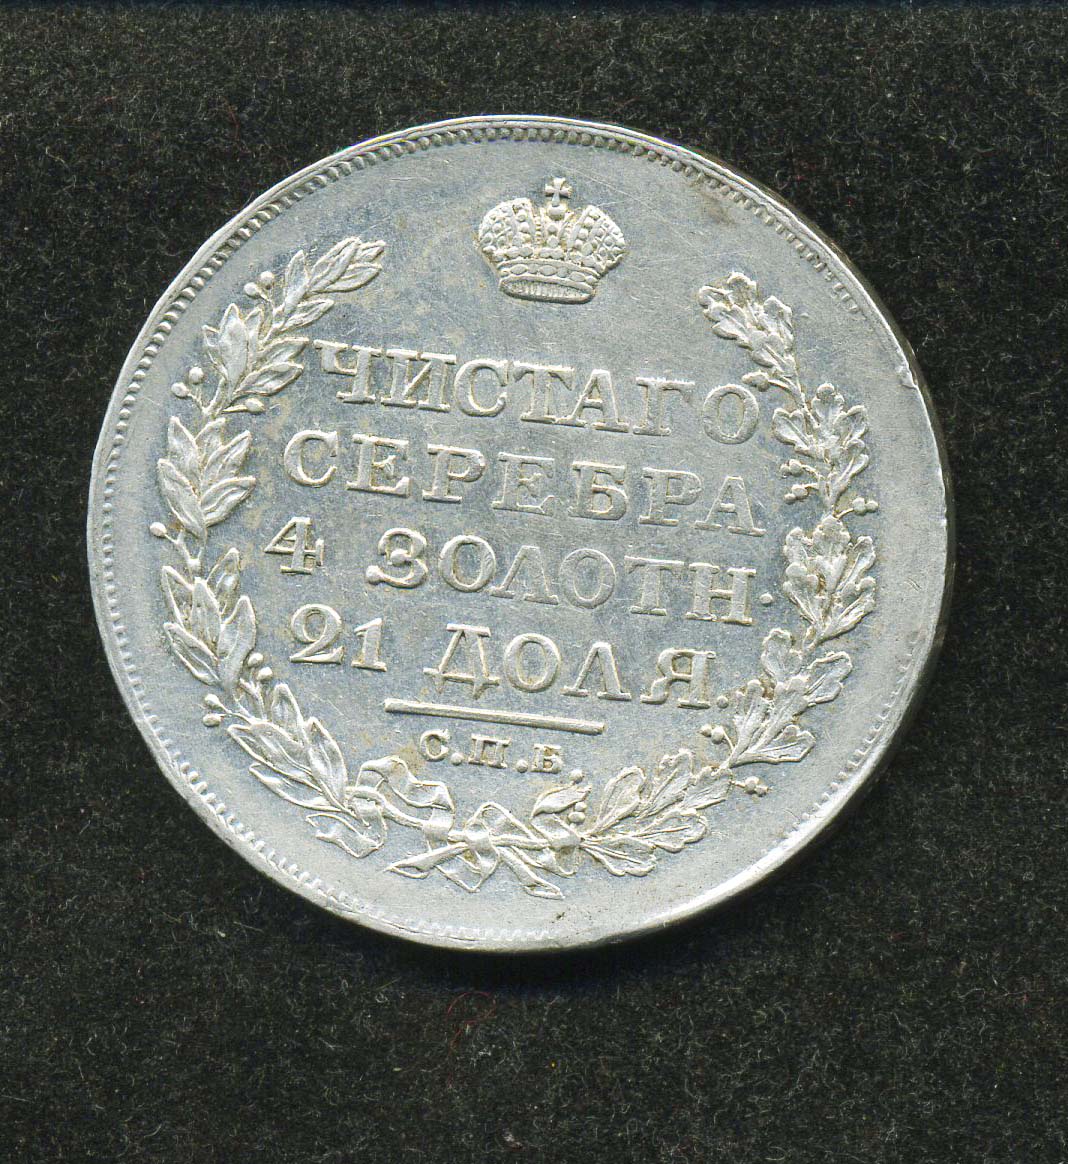 ЧИСТАГО
СЕРЕБРА
4 ЗОЛОТН.
21 ДОЛЯ.
С.П.Б.